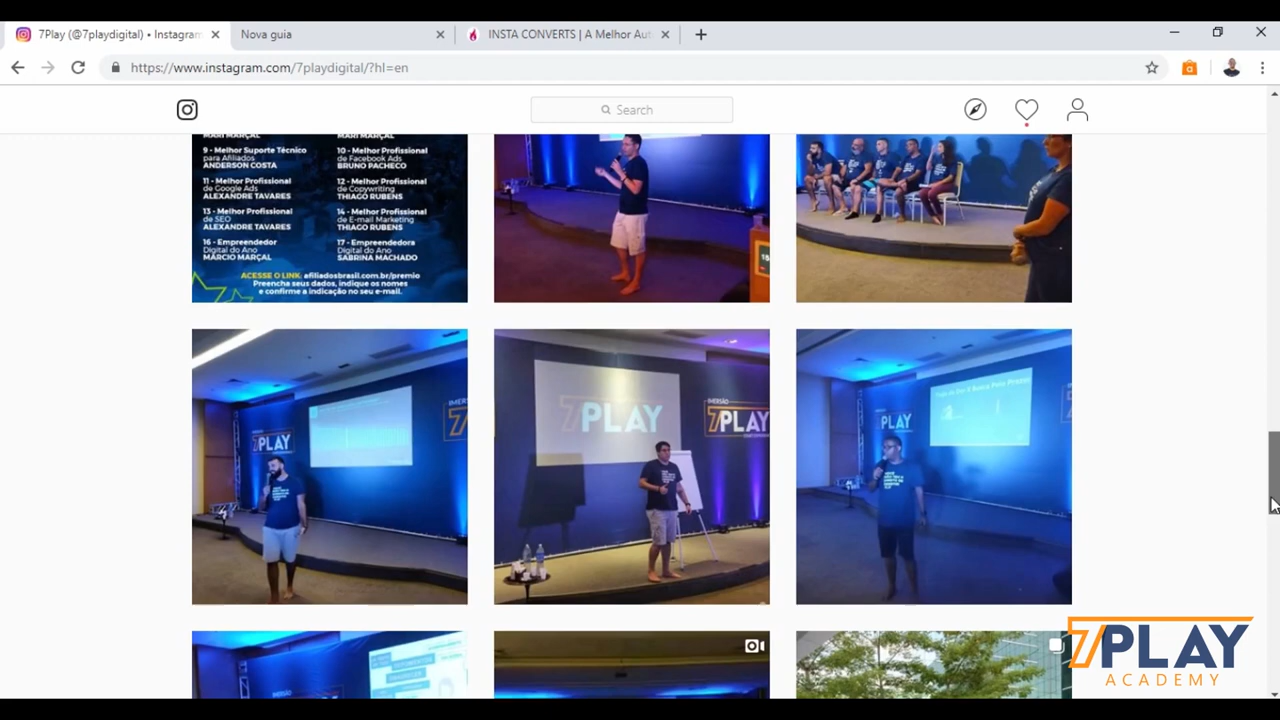 7Play (@7playdigital) • Instagram
Nova guia
INSTA CONVERTS | A Melhor Aut
https://www.instagram.com/7playdigital/?hl=en
Search
MARI MARÇAL
MARI MARÇAL
9 - Melhor Suporte Técnico
para Afiliados
ANDERSON COSTA
10 - Melhor Profissional
de Facebook Ads
BRUNO PACHECO
11 - Melhor Profissional
de Google Ads
ALEXANDRE TAVARES
12 - Melhor Profissional
de Copywriting
THIAGO RUBENS
13 - Melhor Profissional
de SEO
ALEXANDRE TAVARES
14 - Melhor Profissional
de E-mail Marketing
THIAGO RUBENS
16 - Empreendedor
Digital do Ano
MÁRCIO MARÇAL
17 - Empreendedora
Digital do Ano
SABRINA MACHADO
ACESSE O LINK: afiliadosbrasil.com.br/premio
Preencha seus dados, indique os nomes
e confirme a indicação no seu e-mail.
7PLAY
7PLAY
IMERSÃO
7PLAY
PLAY
7PLAY
ACADEMY